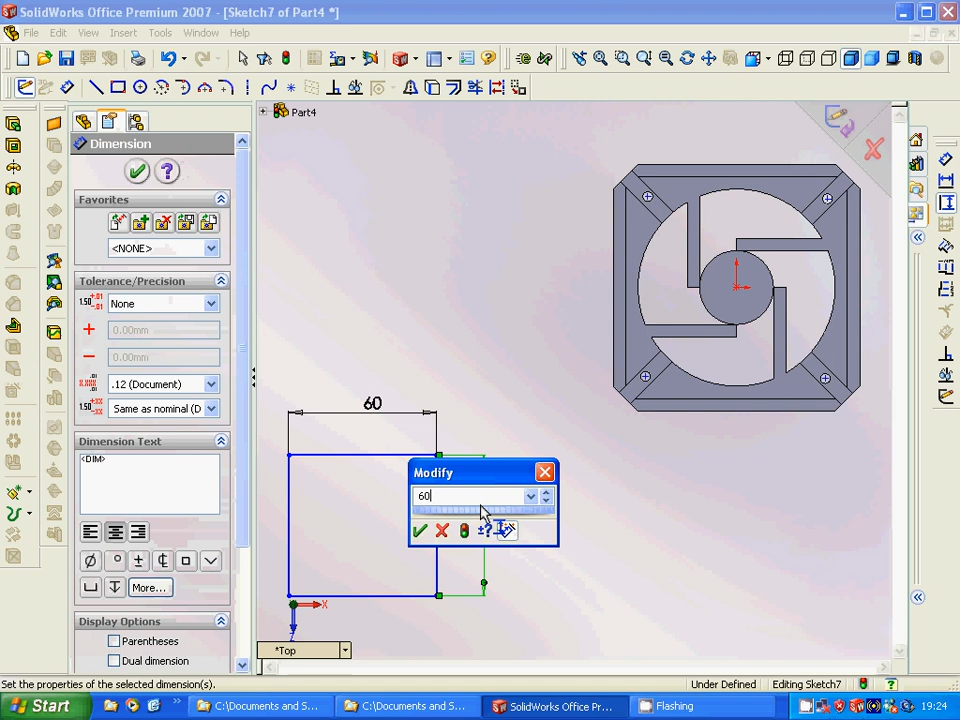 SolidWorks Office Premium 2007 - [Sketch7 of Part4 *]
File Edit View Insert Tools Window Help
Part4
Dimension
Favorites
<NONE>
Tolerance/Precision
None
0.00mm
0.00mm
.12 (Document)
Same as nominal (D
Dimension Text
<DIM>
More...
Display Options
Parentheses
Dual dimension
60
Modify
60
X
Z
*Top
Set the properties of the selected dimension(s).
Under Defined
Editing Sketch7
Start
C:\Documents and S...
C:\Documents and S...
SolidWorks Office Pr...
Flashing
19:24